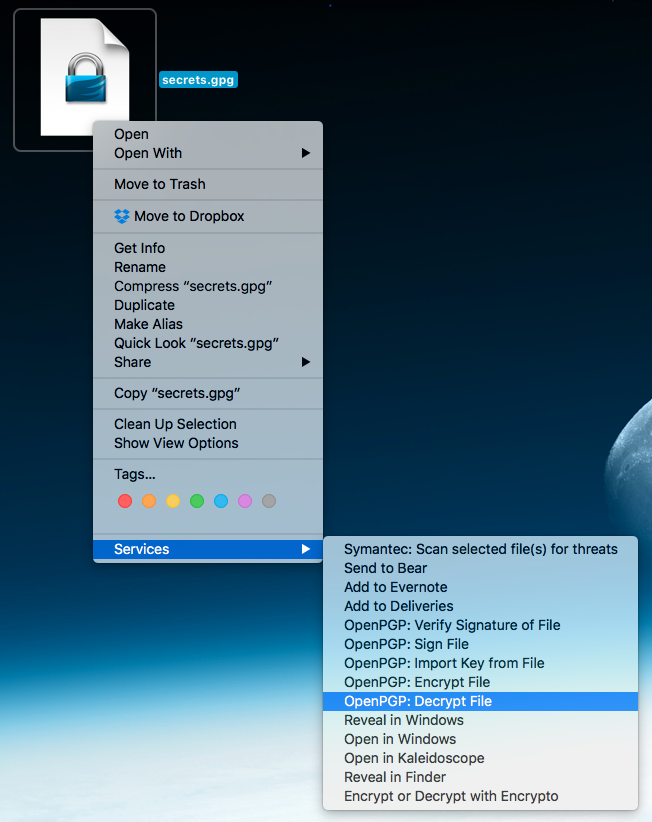 secrets.gpg
Open
Open With
Move to Trash
Move to Dropbox
Get Info
Rename
Compress “secrets.gpg”
Duplicate
Make Alias
Quick Look “secrets.gpg”
Share
Copy “secrets.gpg”
Clean Up Selection
Show View Options
Tags...
Services
Symantec: Scan selected file(s) for threats
Send to Bear
Add to Evernote
Add to Deliveries
OpenPGP: Verify Signature of File
OpenPGP: Sign File
OpenPGP: Import Key from File
OpenPGP: Encrypt File
OpenPGP: Decrypt File
Reveal in Windows
Open in Windows
Open in Kaleidoscope
Reveal in Finder
Encrypt or Decrypt with Encrypto